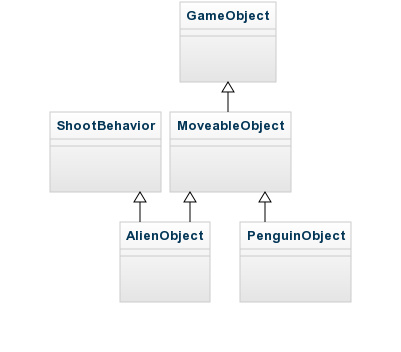 GameObject
ShootBehavior MoveableObject
AlienObject PenguinObject